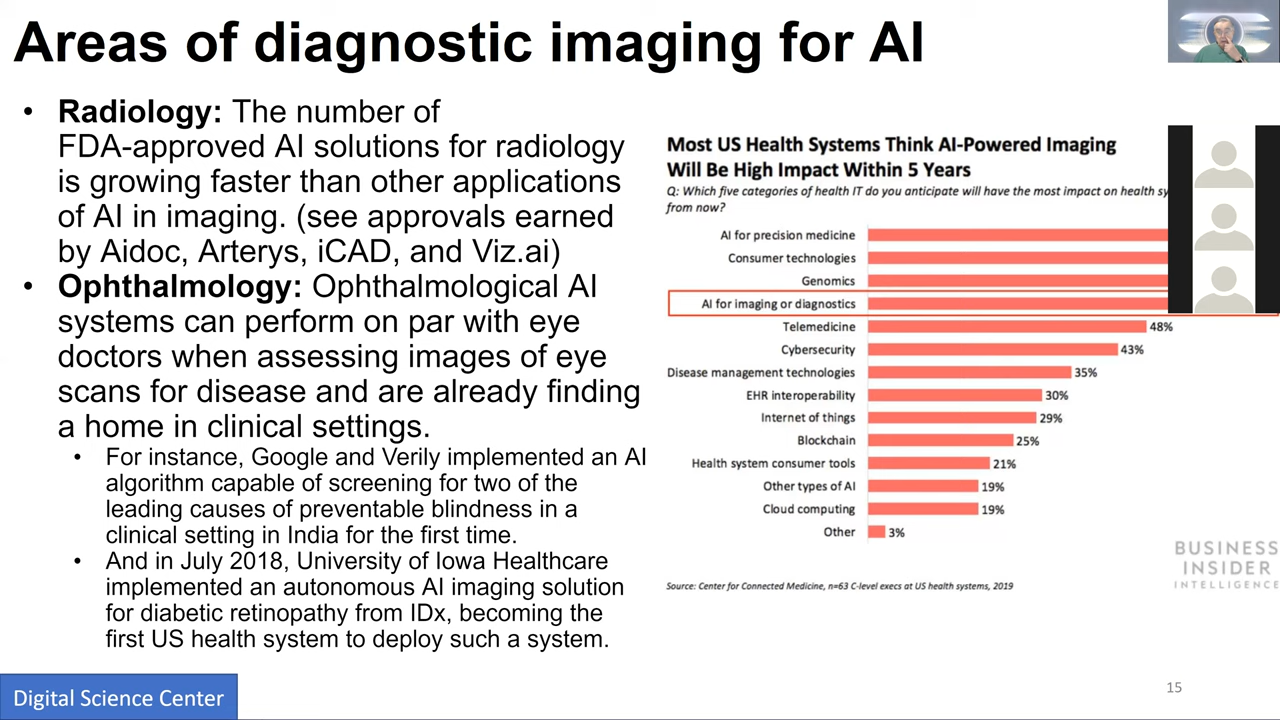 Areas of diagnostic imaging for AI
• Radiology: The number of
FDA-approved AI solutions for radiology
is growing faster than other applications
of AI in imaging. (see approvals earned
by Aidoc, Arterys, iCAD, and Viz.ai)
• Ophthalmology: Ophthalmological AI
systems can perform on par with eye
doctors when assessing images of eye
scans for disease and are already finding
a home in clinical settings.
• For instance, Google and Verily implemented an AI
algorithm capable of screening for two of the
leading causes of preventable blindness in a
clinical setting in India for the first time.
• And in July 2018, University of Iowa Healthcare
implemented an autonomous AI imaging solution
for diabetic retinopathy from IDx, becoming the
first US health system to deploy such a system.
Most US Health Systems Think AI-Powered Imaging
Will Be High Impact Within 5 Years
Q: Which five categories of health IT do you anticipate will have the most impact on health
from now?
AI for precision medicine
Consumer technologies
Genomics
AI for imaging or diagnostics
Telemedicine 48%
Cybersecurity 43%
Disease management technologies 35%
EHR interoperability 30%
Internet of things 29%
Blockchain 25%
Health system consumer tools 21%
Other types of AI 19%
Cloud computing 19%
Other 3%
BUSINESS
INSIDER
INTELLIGENCE
Source: Center for Connected Medicine, n=63 C-level execs at US health systems, 2019
Digital Science Center
15